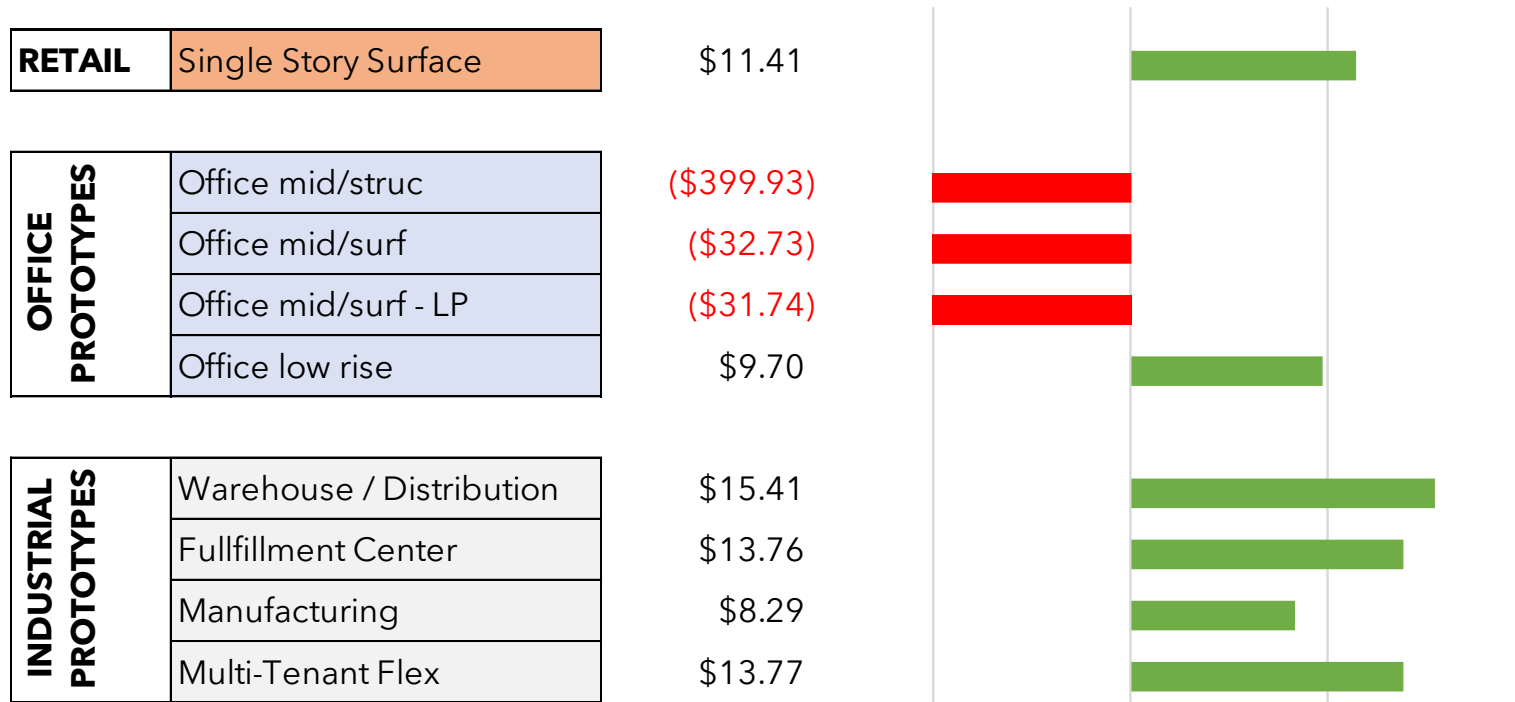 RETAIL
Single Story Surface
$11.41
OFFICE
PROTOTYPES
Office mid/struc
($399.93)
Office mid/surf
($32.73)
Office mid/surf - LP
($31.74)
Office low rise
$9.70
INDUSTRIAL
PROTOTYPES
Warehouse / Distribution
$15.41
Fullfillment Center
$13.76
Manufacturing
$8.29
Multi-Tenant Flex
$13.77